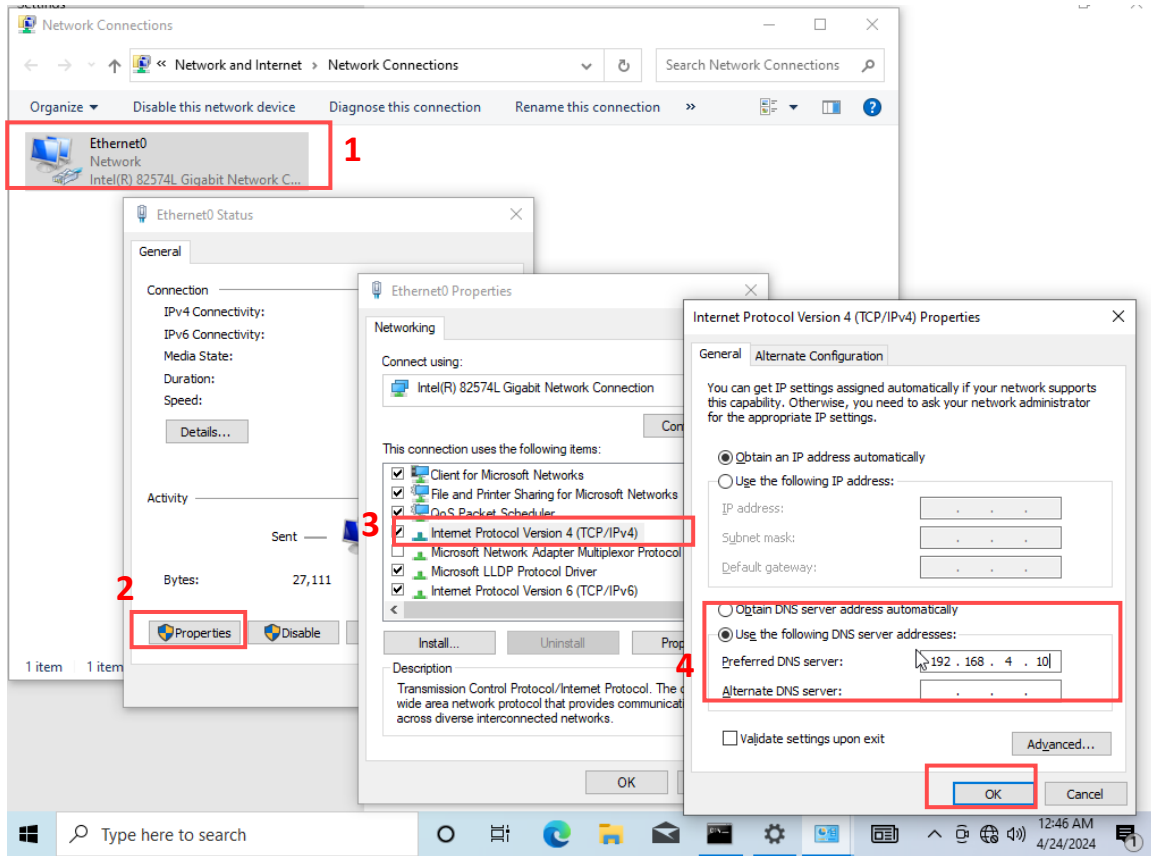 Settings
Network Connections
« Network and Internet › Network Connections
Search Network Connections
Organize Disable this network device Diagnose this connection Rename this connection »
Ethernet0
Network
Intel(R) 82574L Gigabit Network C...
1
Ethernet0 Status
General
Connection
IPv4 Connectivity:
IPv6 Connectivity:
Media State:
Duration:
Speed:
Details...
Activity
Sent
Bytes: 27,111
2
Properties Disable
1 item 1 item
Ethernet0 Properties
Networking
Connect using:
Intel(R) 82574L Gigabit Network Connection
This connection uses the following items:
Client for Microsoft Networks
File and Printer Sharing for Microsoft Networks
QoS Packet Scheduler
3
Internet Protocol Version 4 (TCP/IPv4)
Microsoft Network Adapter Multiplexor Protocol
Microsoft LLDP Protocol Driver
Internet Protocol Version 6 (TCP/IPv6)
Install... Uninstall
Description
Transmission Control Protocol/Internet Protocol. The
wide area network protocol that provides
across diverse interconnected networks.
OK
Internet Protocol Version 4 (TCP/IPv4) Properties
General Alternate Configuration
You can get IP settings assigned automatically if your network supports
this capability. Otherwise, you need to ask your network administrator
for the appropriate IP settings.
Obtain an IP address automatically
Use the following IP address:
IP address:
Subnet mask:
Default gateway:
Obtain DNS server address automatically
Use the following DNS server addresses:
4
Preferred DNS server: 192 . 168 . 4 . 10
Alternate DNS server:
Validate settings upon exit
Advanced...
OK Cancel
Type here to search
12:46 AM
4/24/2024
1